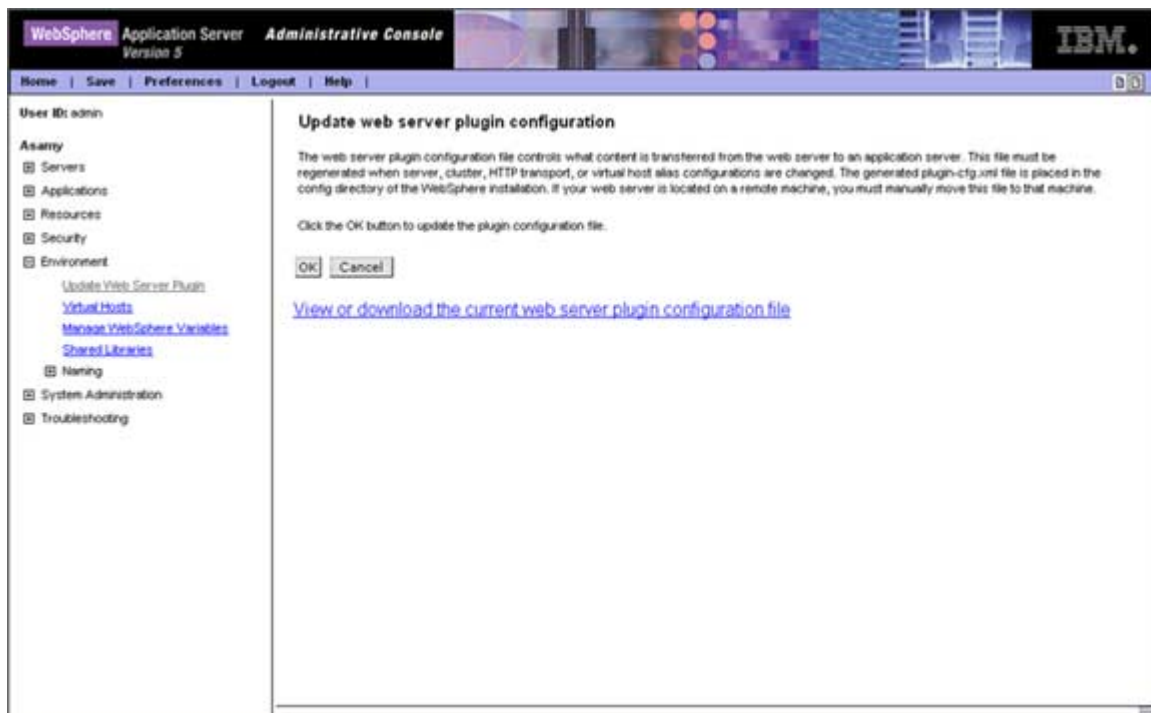 WebSphere Application Server Administrative Console
Version 5
IBM.
Home | Save | Preferences | Logout | Help |
User ID: admin
Asamy
Servers
Applications
Resources
Security
Environment
Update Web Server Plugin
Virtual Hosts
Manage WebSphere Variables
Shared Libraries
Naming
System Administration
Troubleshooting
Update web server plugin configuration
The web server plugin configuration file controls what content is transferred from the web server to an application server. This file must be
regenerated when server, cluster, HTTP transport, or virtual host alias configurations are changed. The generated plugin-cfg.xml file is placed in the
config directory of the WebSphere installation. If your web server is located on a remote machine, you must manually move this file to that machine.
Click the OK button to update the plugin configuration file.
OK Cancel
View or download the current web server plugin configuration file